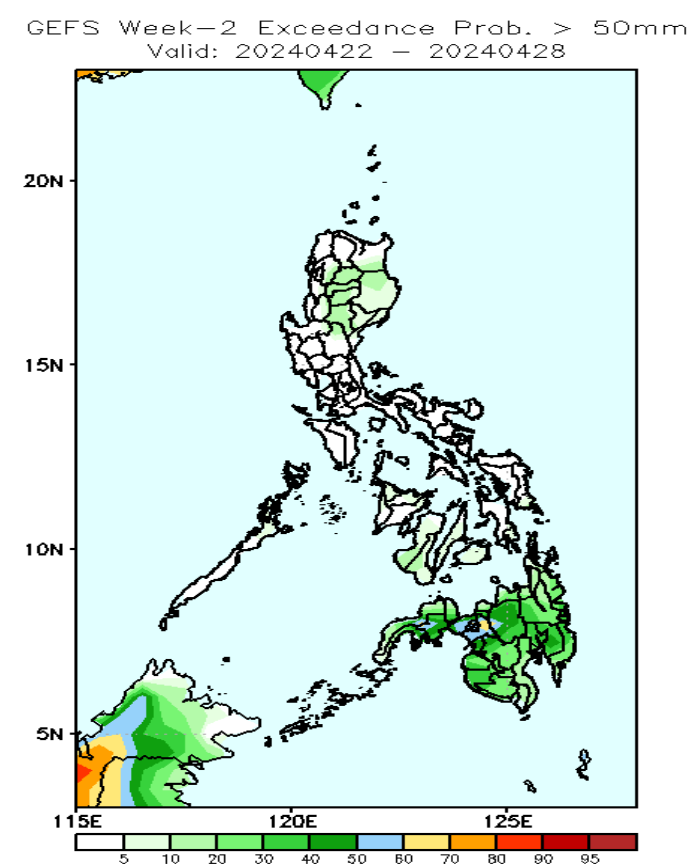 GEFS Week-2 Exceedance Prob. > 50mm
Valid: 20240422 - 20240428
20N
15N
10N
5N
115E 120E 125E
5 10 20 30 40 50 60 70 80 90 95